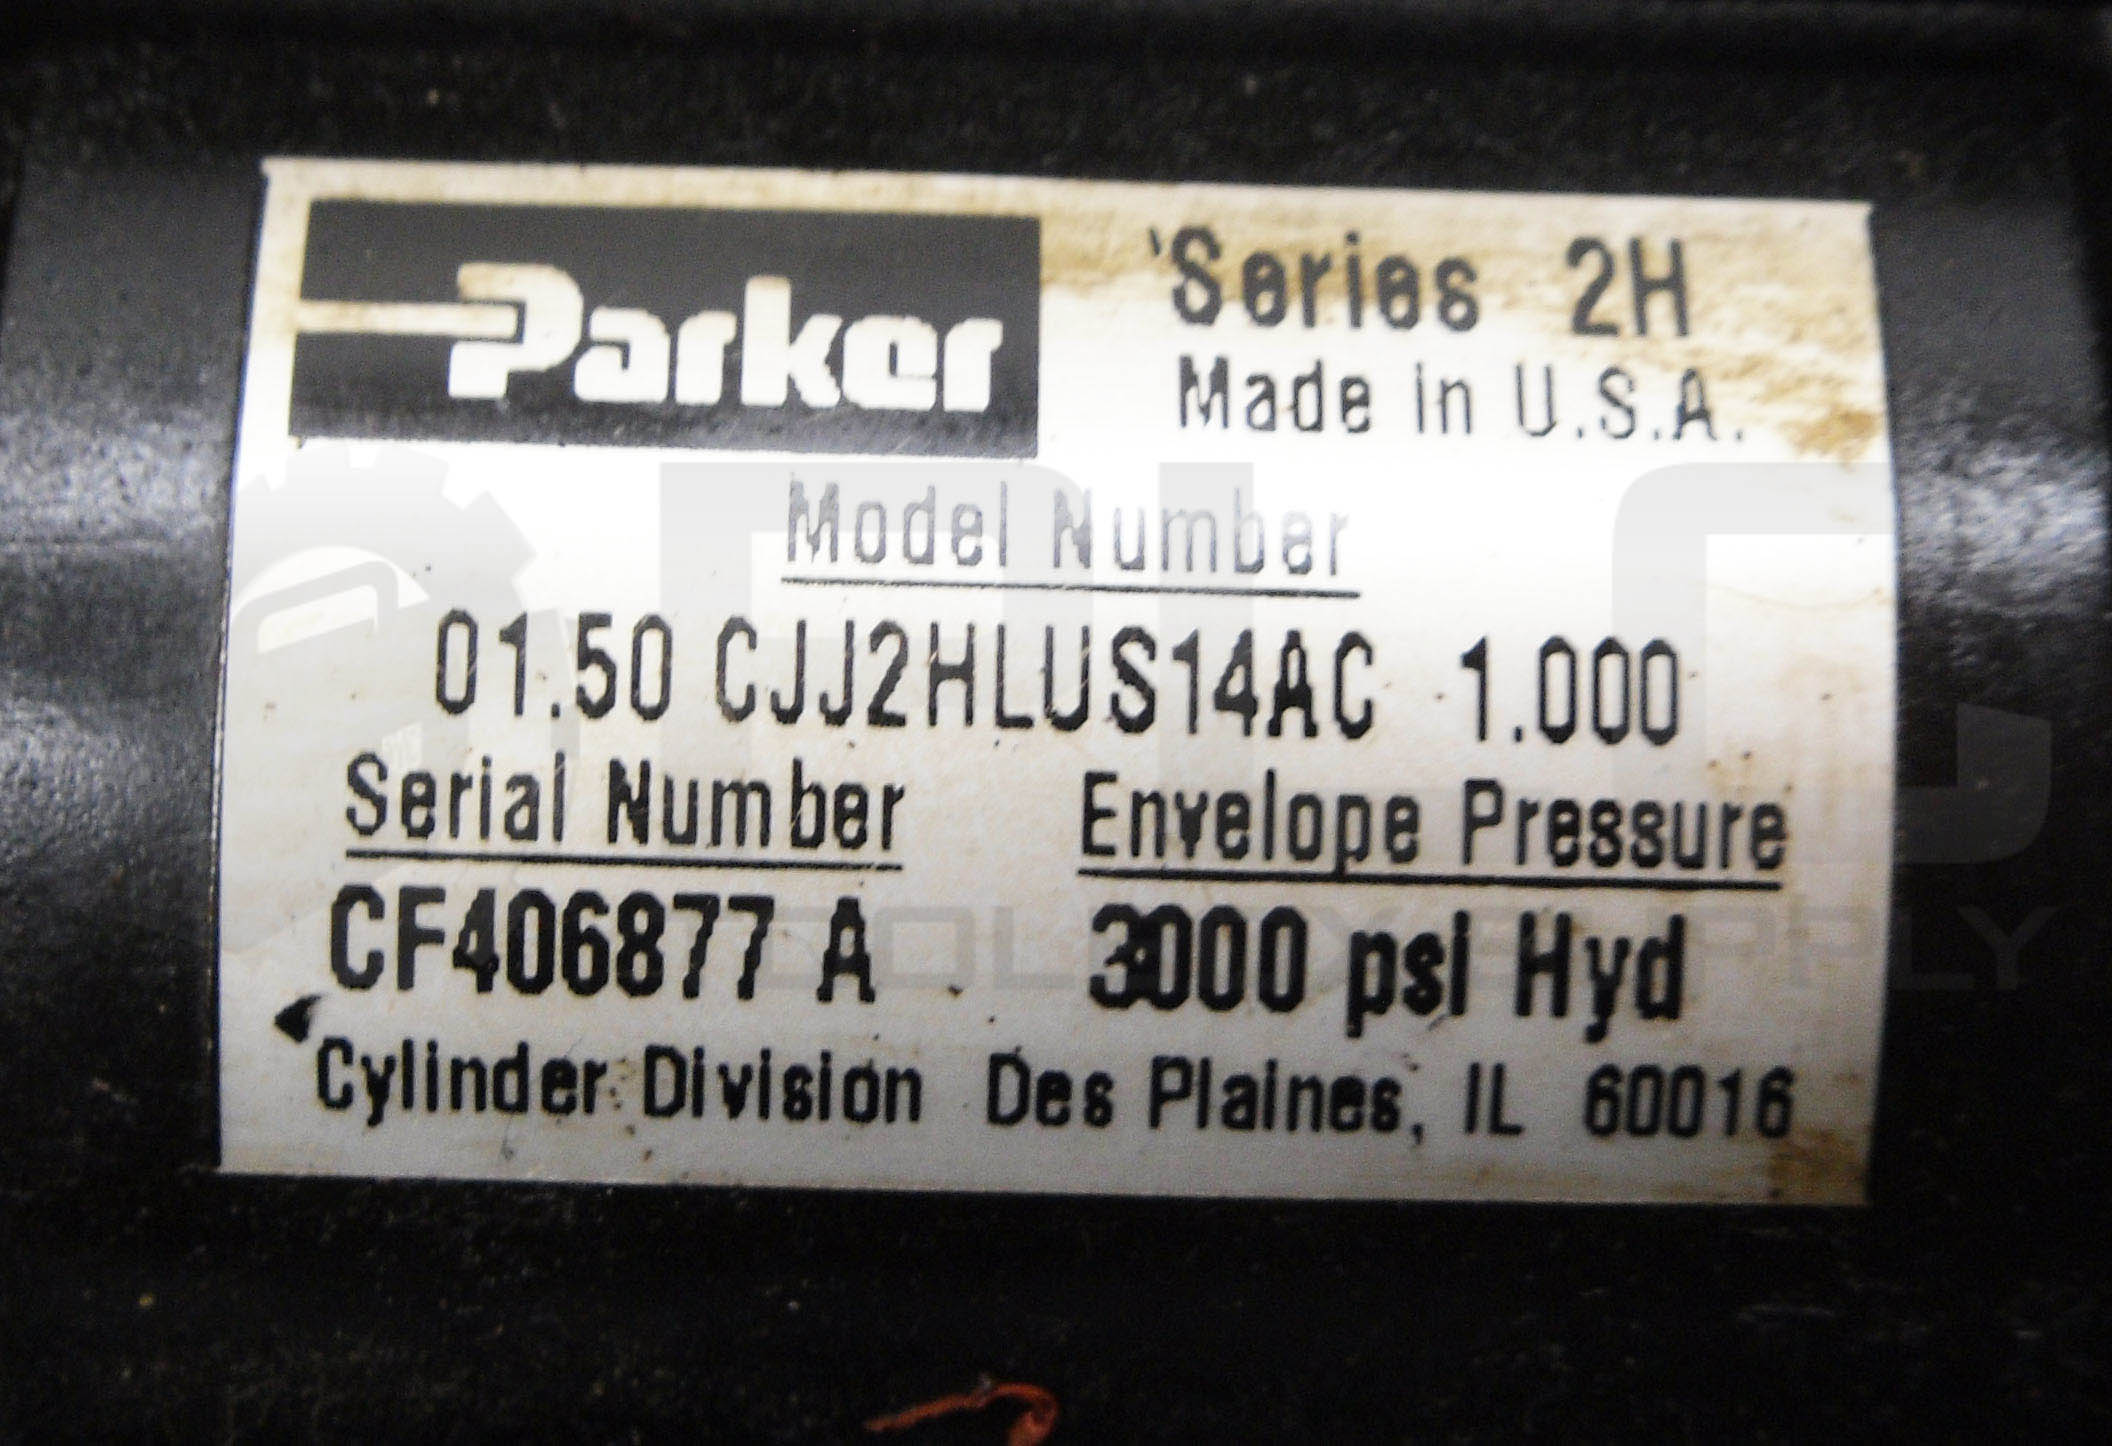 Parker
Series 2H
Made in U.S.A.
Model Number
01.50 CJJ2HLUS14AC 1.000
Serial Number Envelope Pressure
CF406877 A 3000 psi Hyd
Cylinder Division Des Plaines, IL 60016